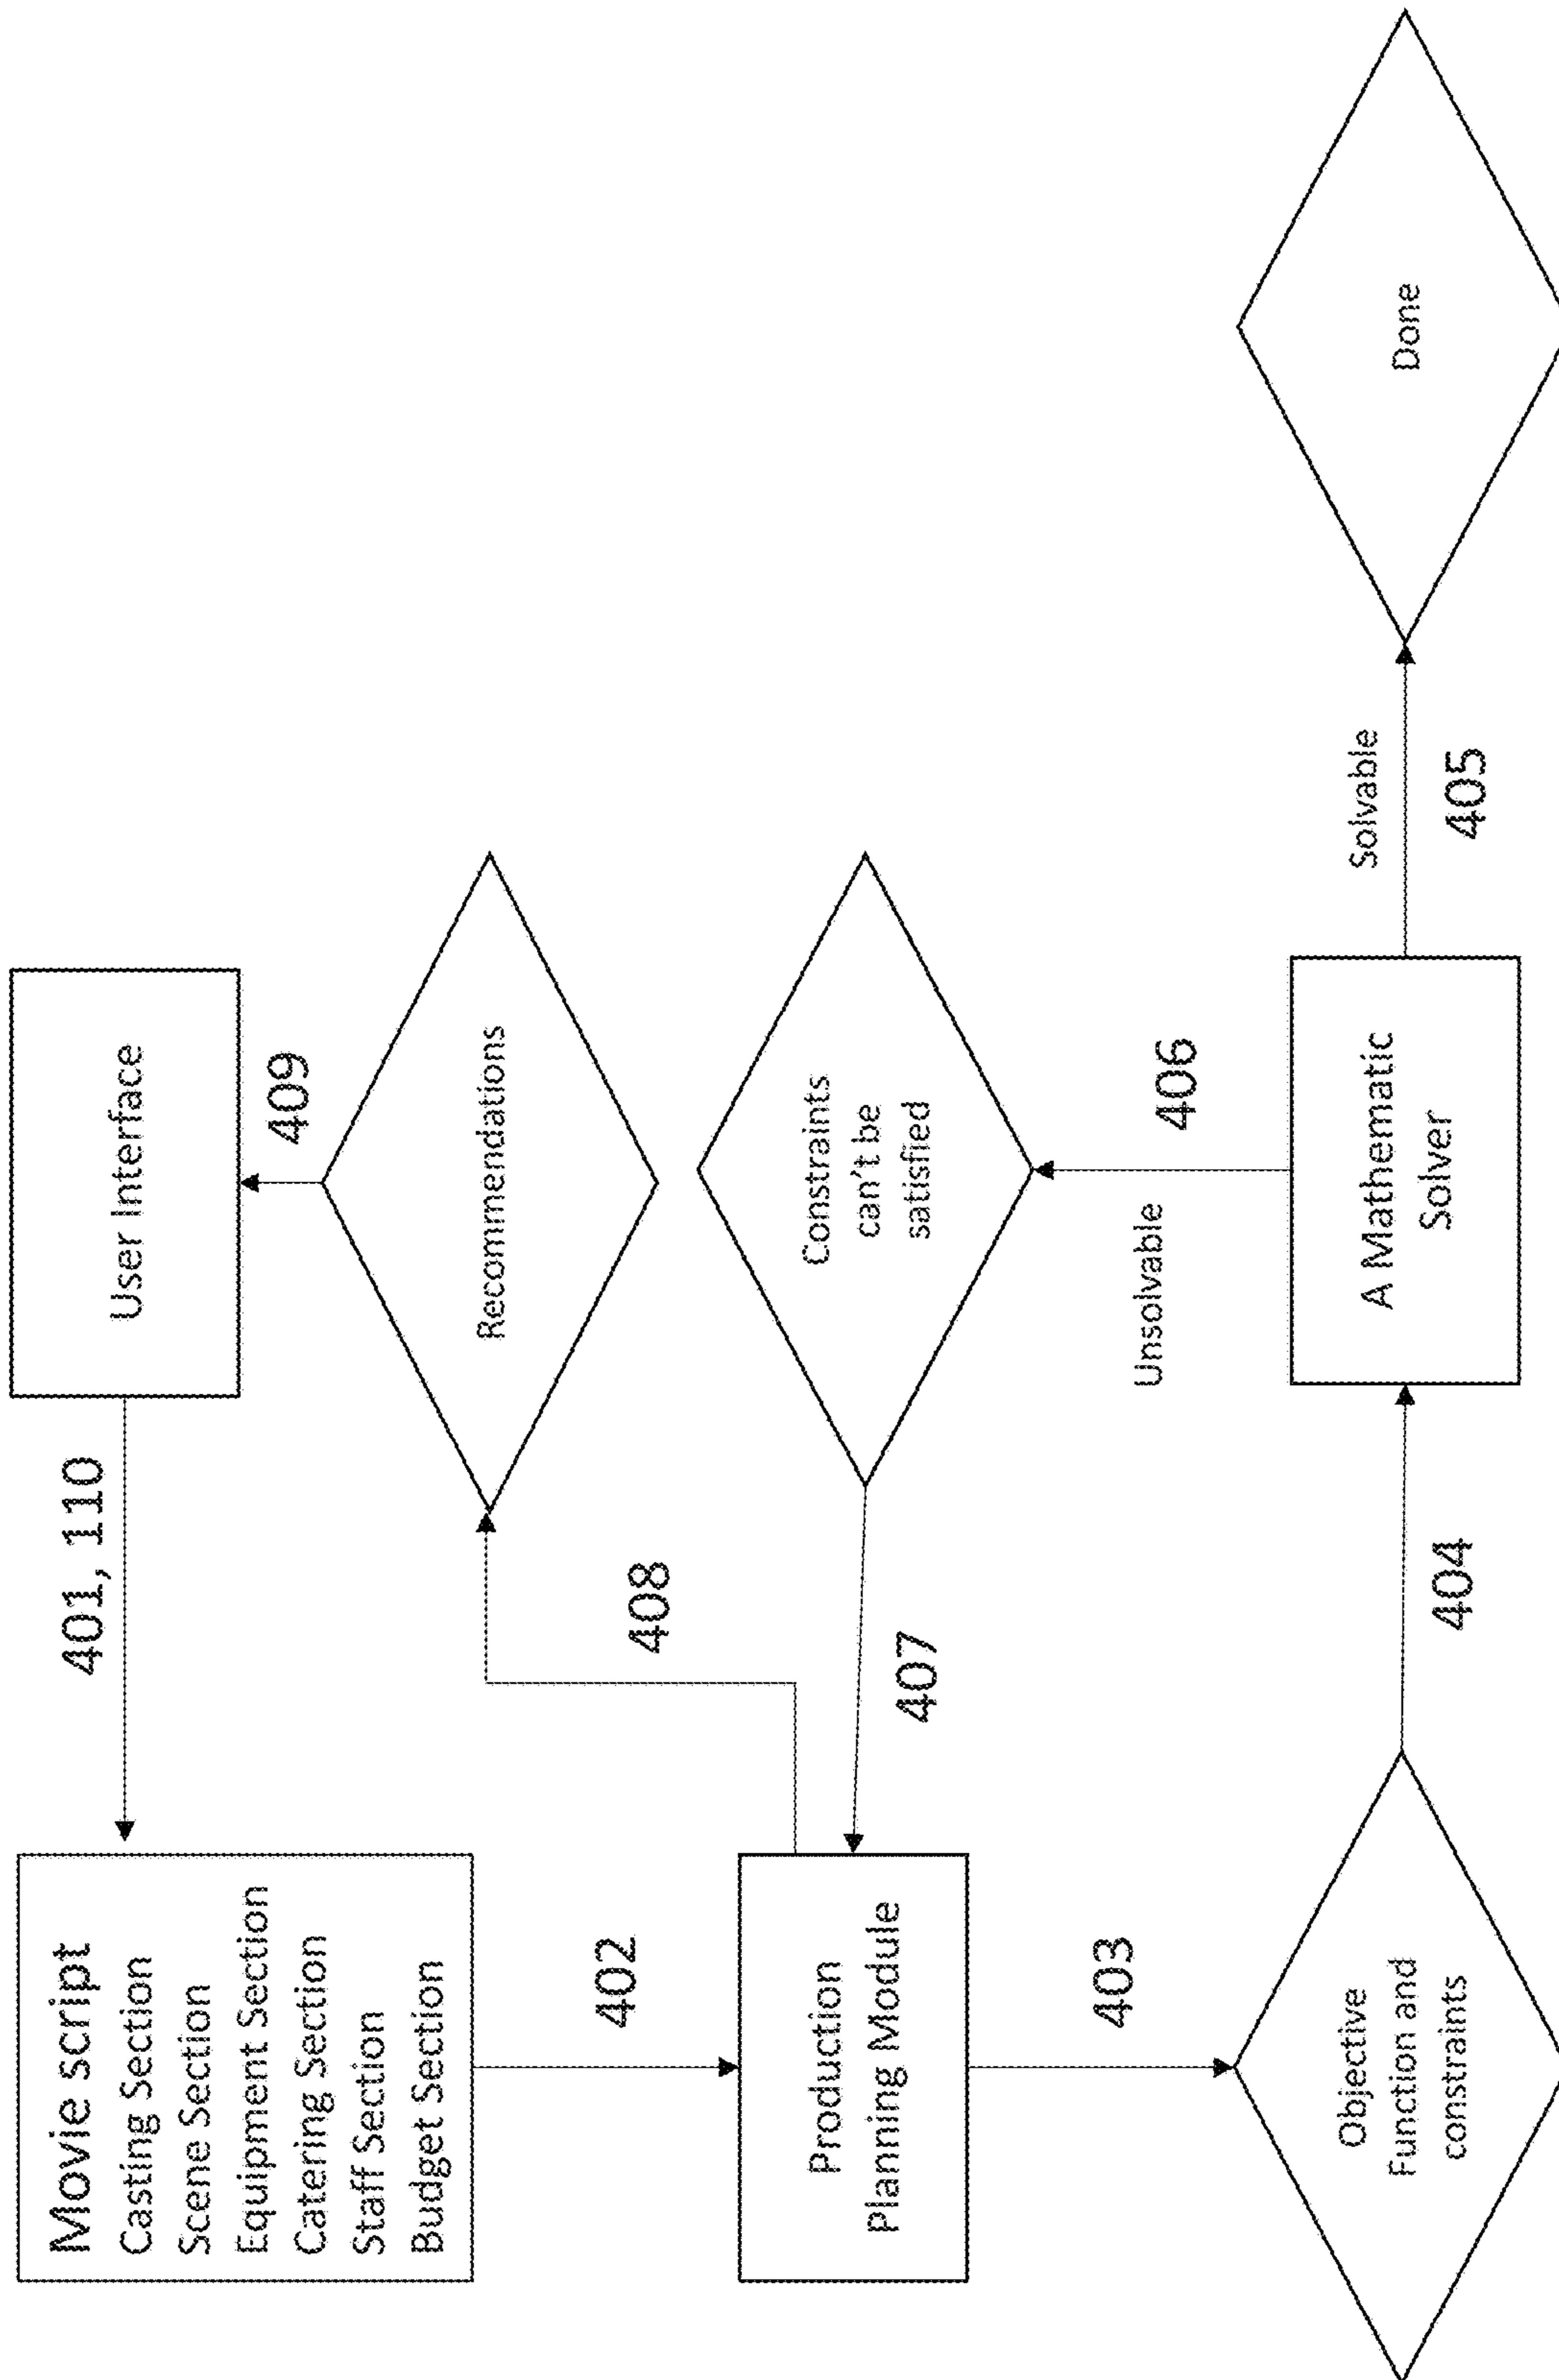 Movie script
Casting Section
Scene Section
Equipment Section
Catering Section
Staff Section
Budget Section
401, 110
User Interface
409
Recommendations
402
408
Production
Planning Module
407
Constraints
can't be
satisfied
403
Unsolvable
406
Objective
Function and
constraints
404
A Mathematic
Solver
Solvable
405
Done